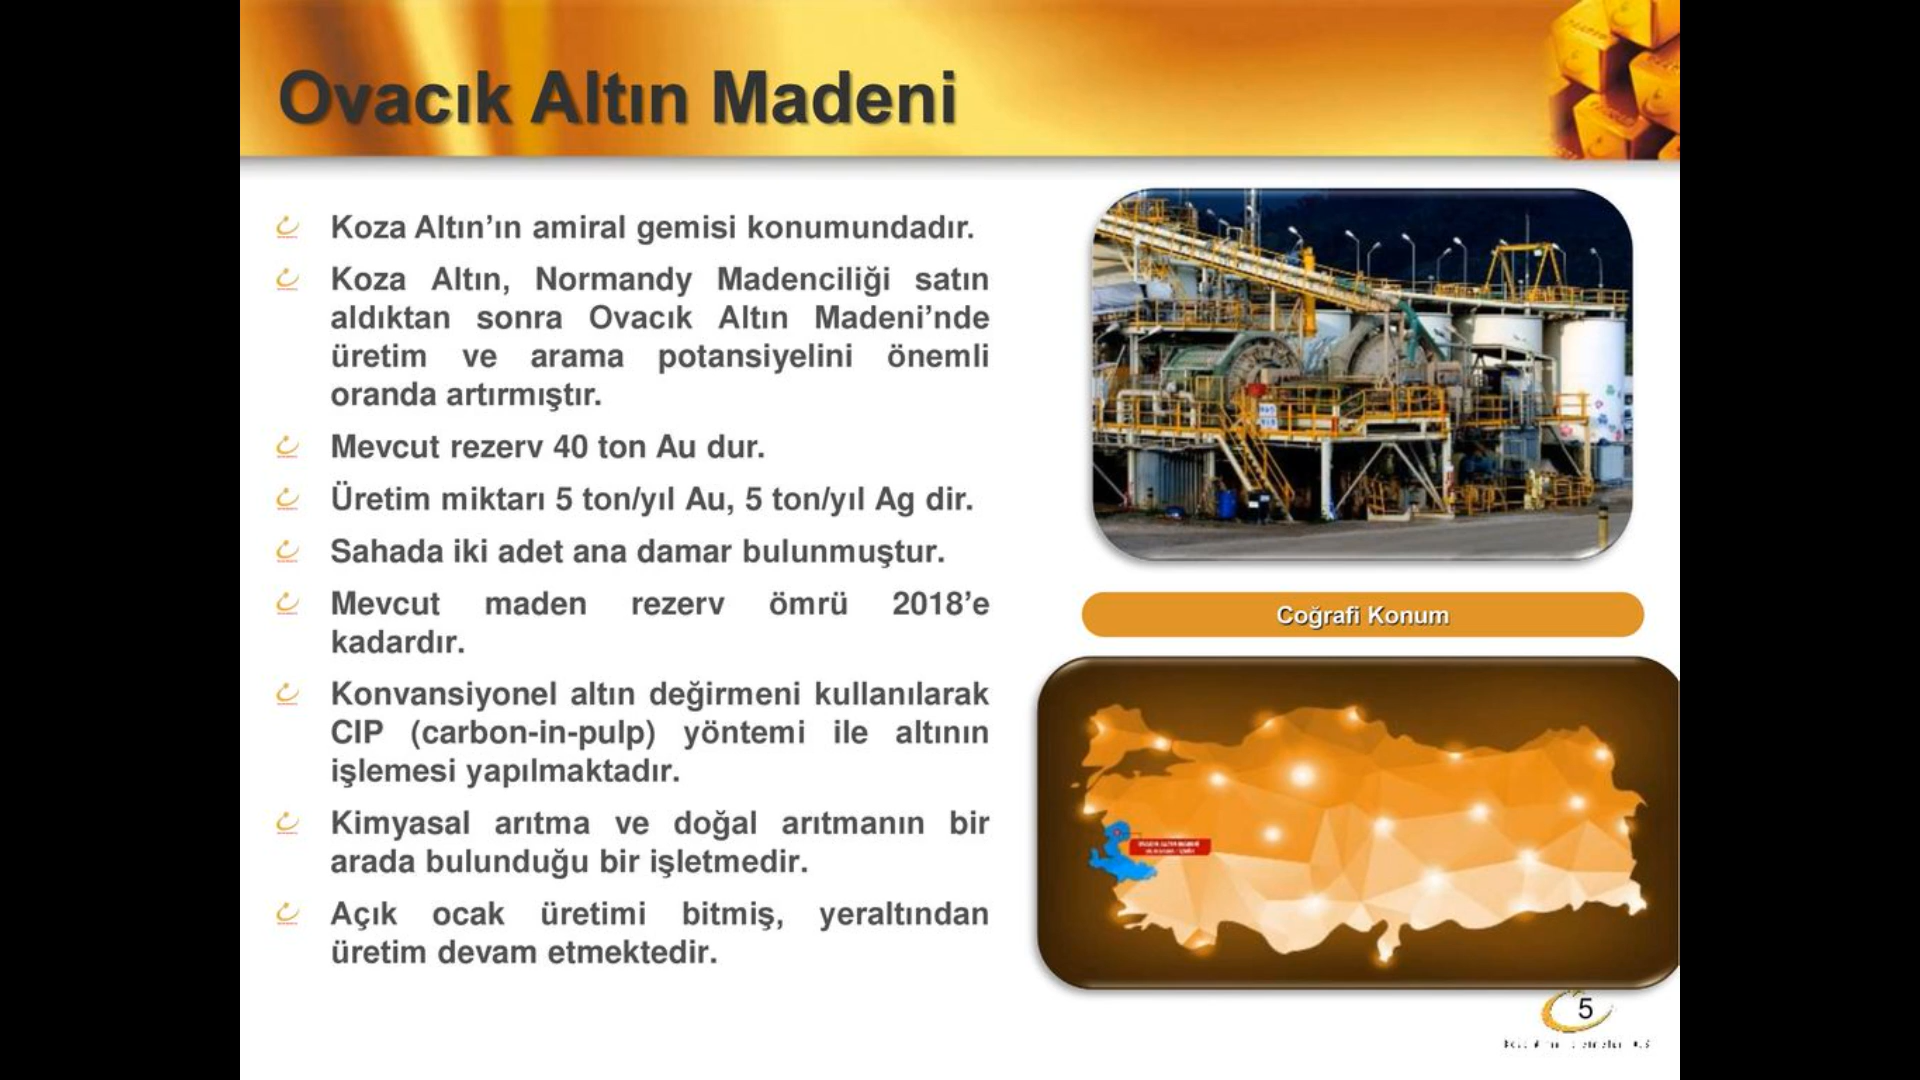 Ovacık Altın Madeni
Koza Altın’ın amiral gemisi konumundadır.
Koza Altın, Normandy Madenciliği satın
aldıktan sonra Ovacık Altın Madeni’nde
üretim ve arama potansiyelini önemli
oranda artırmıştır.
Mevcut rezerv 40 ton Au dur.
Üretim miktarı 5 ton/yıl Au, 5 ton/yıl Ag dir.
Sahada iki adet ana damar bulunmuştur.
Mevcut maden rezerv ömrü 2018’e
kadardır.
Konvansiyonel altın değirmeni kullanılarak
CIP (carbon-in-pulp) yöntemi ile altının
işlemesi yapılmaktadır.
Kimyasal arıtma ve doğal arıtmanın bir
arada bulunduğu bir işletmedir.
Açık ocak üretimi bitmiş, yeraltından
üretim devam etmektedir.
Coğrafi Konum
OVACIK ALTIN MADENİ
5